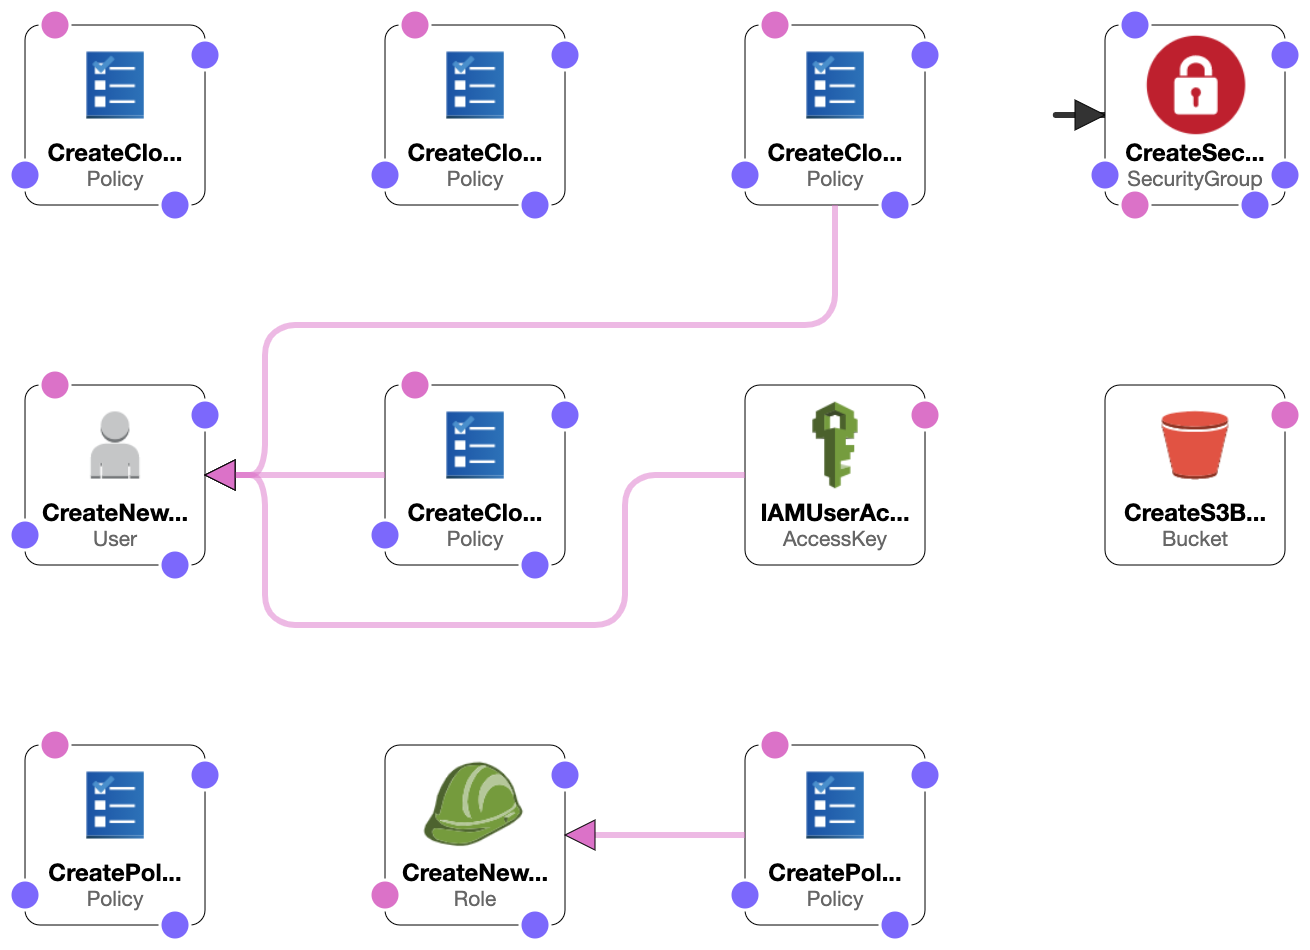 CreateClo...
Policy
CreateClo...
Policy
CreateClo...
Policy
CreateSec...
SecurityGroup
CreateNew...
User
CreateClo...
Policy
IAMUserAc...
AccessKey
CreateS3B...
Bucket
CreatePol...
Policy
CreateNew...
Role
CreatePol...
Policy